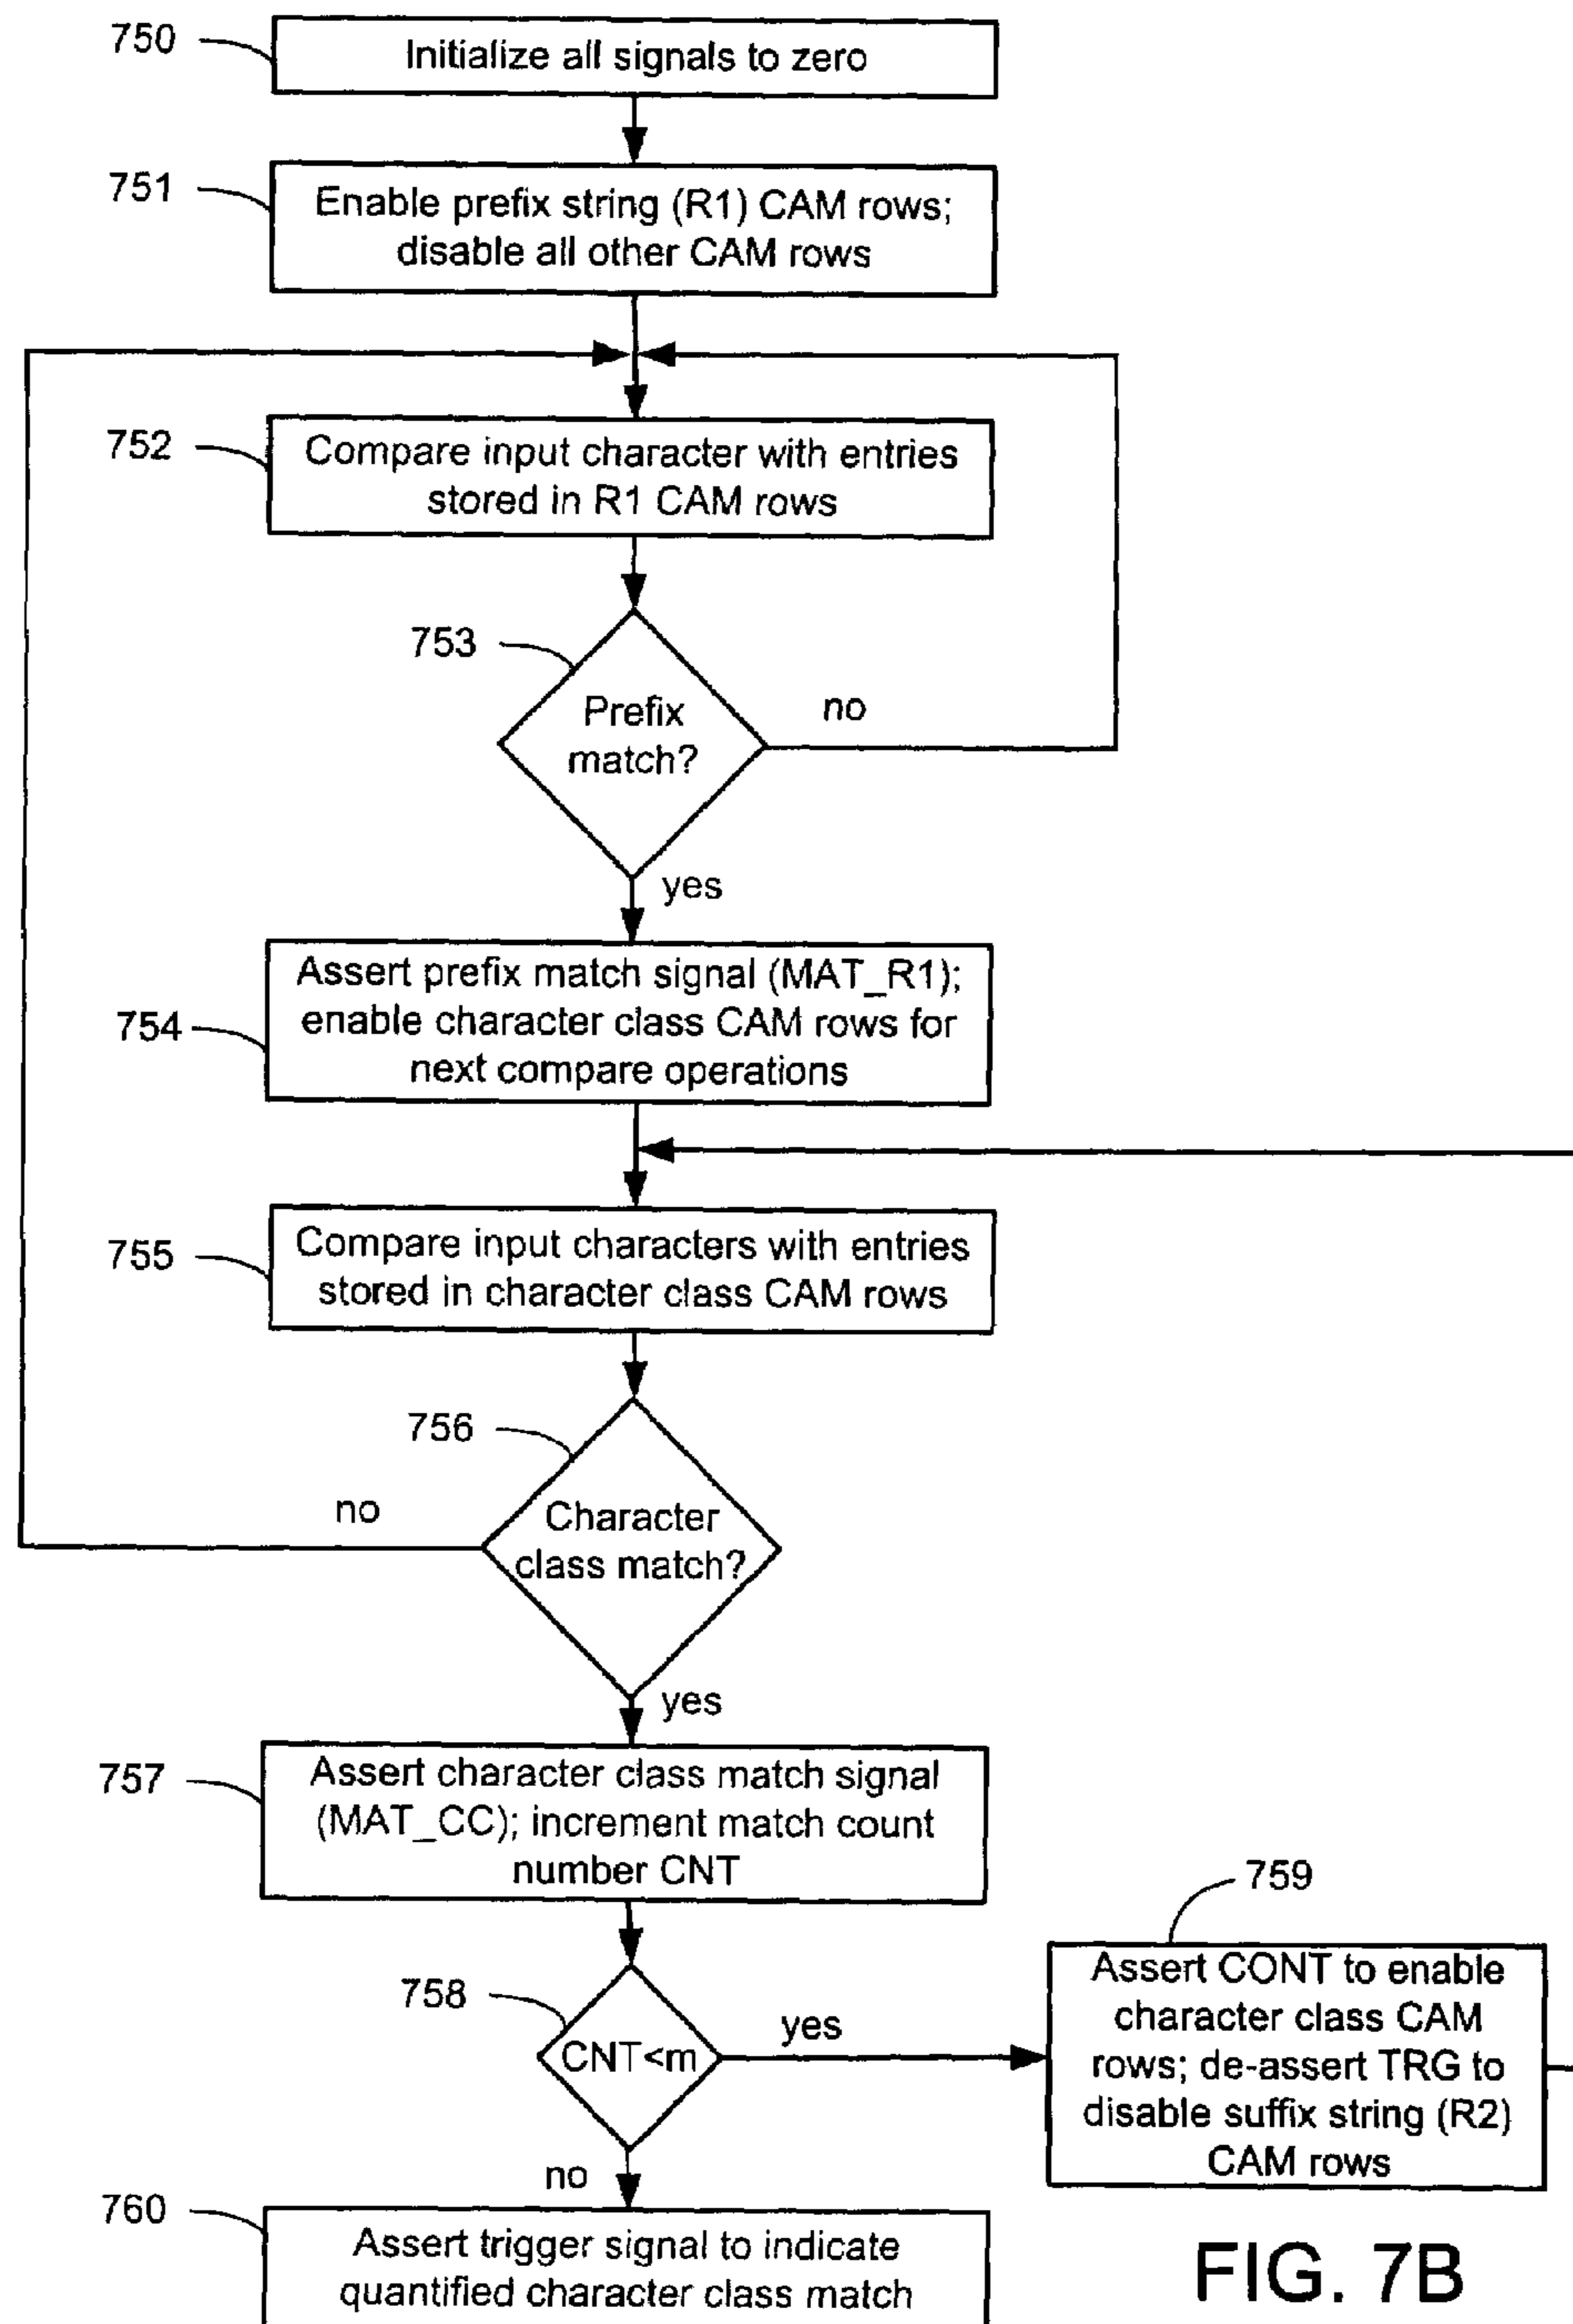 750
Initialize all signals to zero
751
Enable prefix string (R1) CAM rows;
disable all other CAM rows
752
Compare input character with entries
stored in R1 CAM rows
753
Prefix
match?
no
yes
754
Assert prefix match signal (MAT_R1);
enable character class CAM rows for
next compare operations
755
Compare input characters with entries
stored in character class CAM rows
756
Character
class match?
no
yes
757
Assert character class match signal
(MAT_CC); increment match count
number CNT
758
CNT<m
yes
759
Assert CONT to enable
character class CAM
rows; de-assert TRG to
disable suffix string (R2)
CAM rows
no
760
Assert trigger signal to indicate
quantified character class match
FIG. 7B